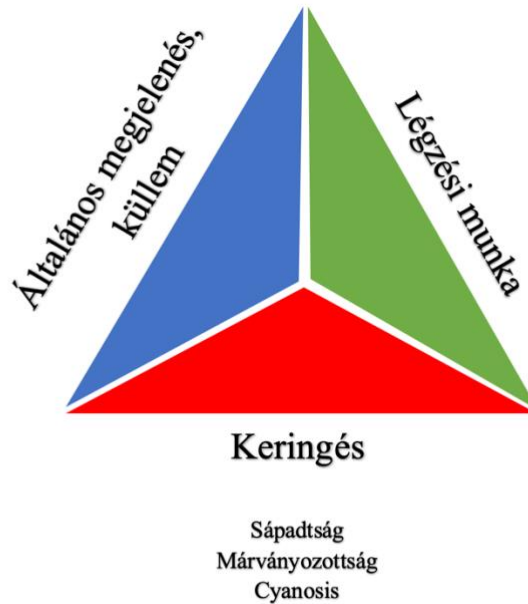 Általános megjelenés,
küllem
Légzési munka
Keringés
Sápadtság
Márványozottság
Cyanosis